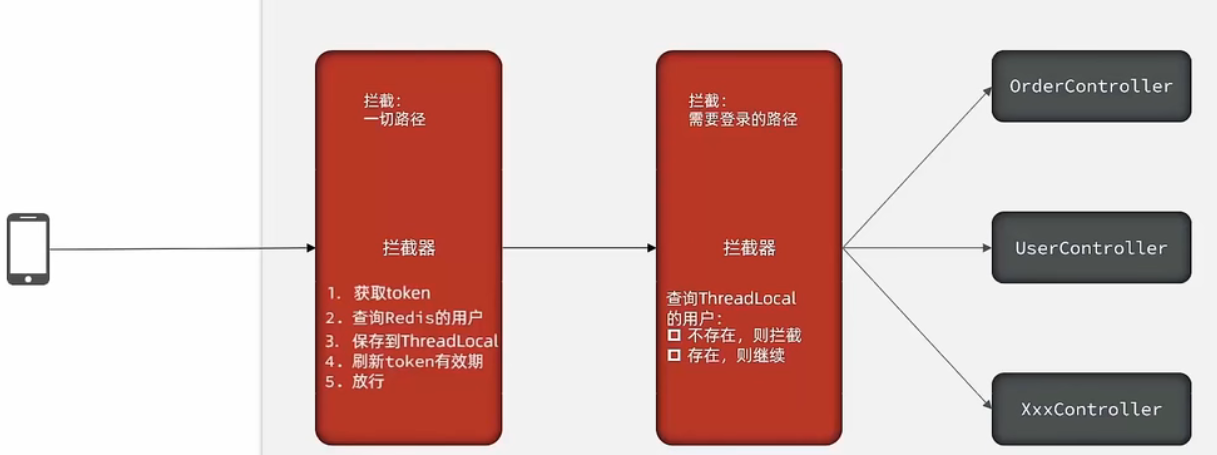 拦截：
一切路径
拦截器
1. 获取token
2. 查询Redis的用户
3. 保存到ThreadLocal
4. 刷新token有效期
5. 放行
拦截：
需要登录的路径
拦截器
查询ThreadLocal
的用户：
不存在，则拦截
存在，则继续
OrderController
UserController
XxxController